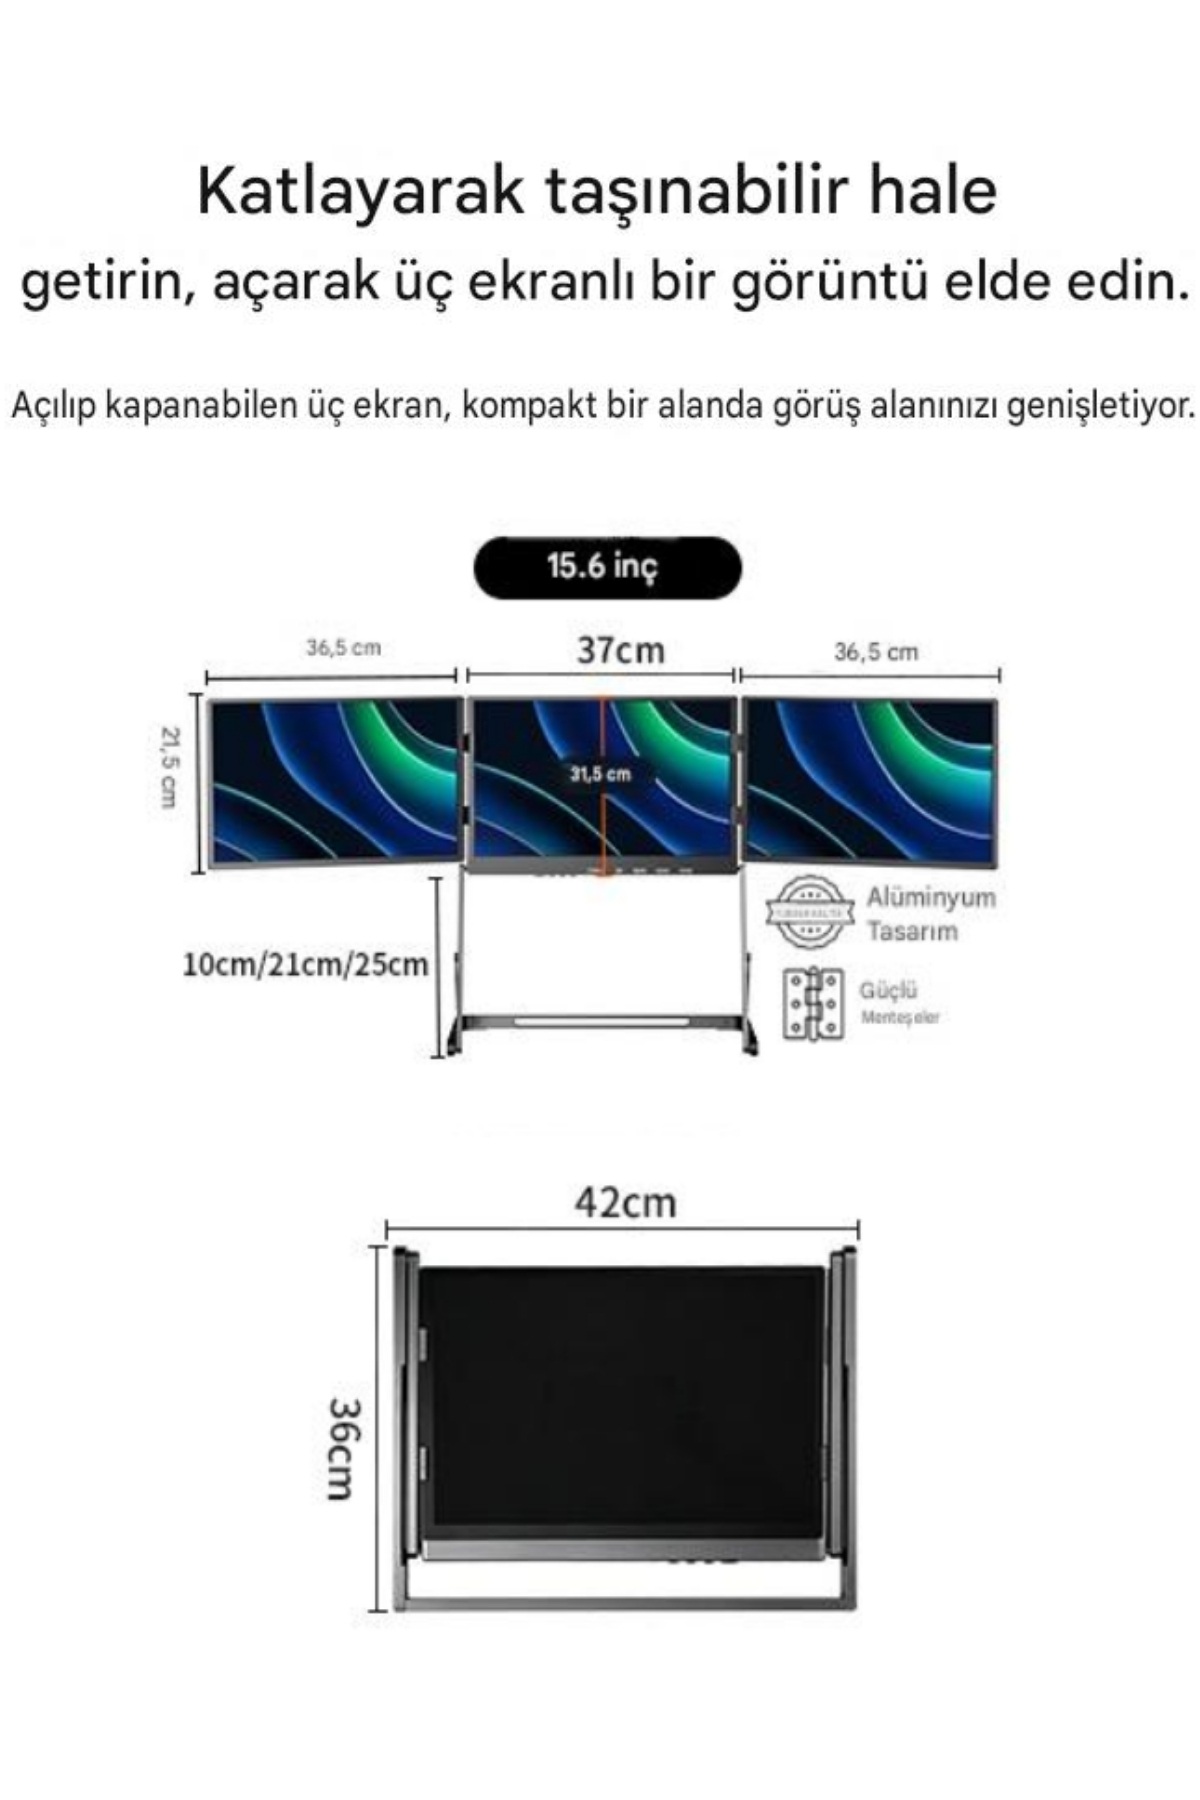 Katlayarak taşınabilir hale
getirin, açarak üç ekranlı bir görüntü elde edin.
Açılıp kapanabilen üç ekran, kompakt bir alanda görüş alanınızı genişletiyor.
15.6 inç
36,5 cm
37cm
36,5 cm
21,5 cm
31,5 cm
10cm/21cm/25cm
Alüminyum
Tasarım
Güçlü
Menteşeler
42cm
36cm